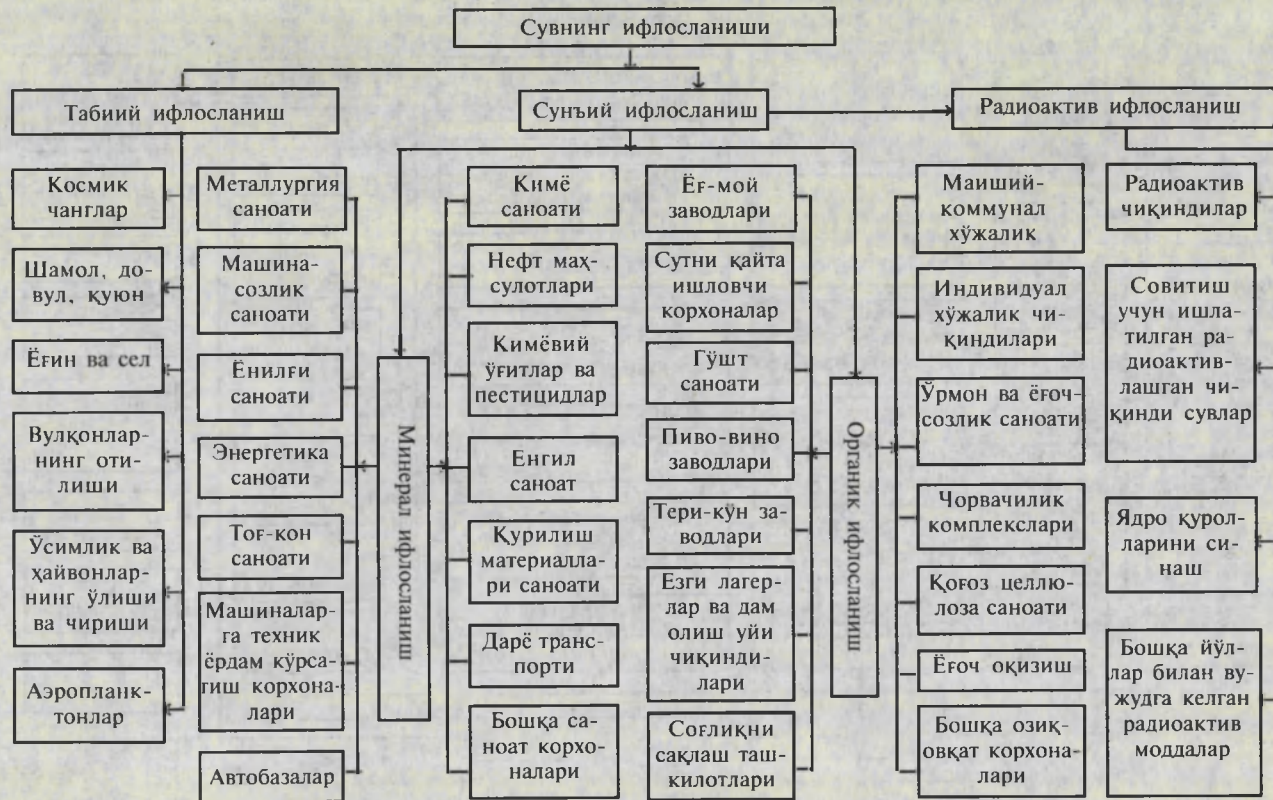 Сувнинг ифлосланиши
Табиий ифлосланиш
Сунъий ифлосланиш
Радиоактив ифлосланиш
Космик
чанглар
Шамол, до-
вул, қуюн
Ёғин ва сел
Вулқонлар-
нинг оти-
лиши
Ўсимлик ва
ҳайвонлар-
нинг ўлиши
ва чириши
Аэропланк-
тонлар
Металлургия
саноати
Машина-
созлик
саноати
Ёнилғи
саноати
Энергетика
саноати
Тоғ-кон
саноати
Машиналар-
га техник
ёрдам кўрса-
тиш корхона-
лари
Автобазалар
Минерал ифлосланиш
Кимё
саноати
Нефт маҳ-
сулотлари
Қимёвий
ўғитлар ва
пестицидлар
Енгил
саноат
Қурилиш
материалла-
ри саноати
Дарё транс-
порти
Бошқа са-
ноат корхо-
налари
Ёғ-мой
заводлари
Сутни қайта
ишловчи
корхоналар
Гўшт
саноати
Пиво-вино
заводлари
Тери-кўн за-
водлари
Езги лагер-
лар ва дам
олиш уйи
чиқинди-
лари
Соғлиқни
сақлаш таш-
килотлари
Органик ифлосланиш
Маиший-
коммунал
хўжалик
Индивидуал
хўжалик чи-
қиндилари
Ўрмон ва ёғоч-
созлик саноати
Чорвачилик
комплекслари
Қоғоз целлю-
лоза саноати
Ёғоч оқизиш
Бошқа озиқ-
овқат корхона-
лари
Радиоактив
чиқиндилар
Совитиш
учун ишла-
тилган ра-
диоактив-
лашган чи-
қинди сувлар
Ядро қурол-
ларини си-
наш
Бошқа йўл-
лар билан ву-
жудга келган
радиоактив
моддалар